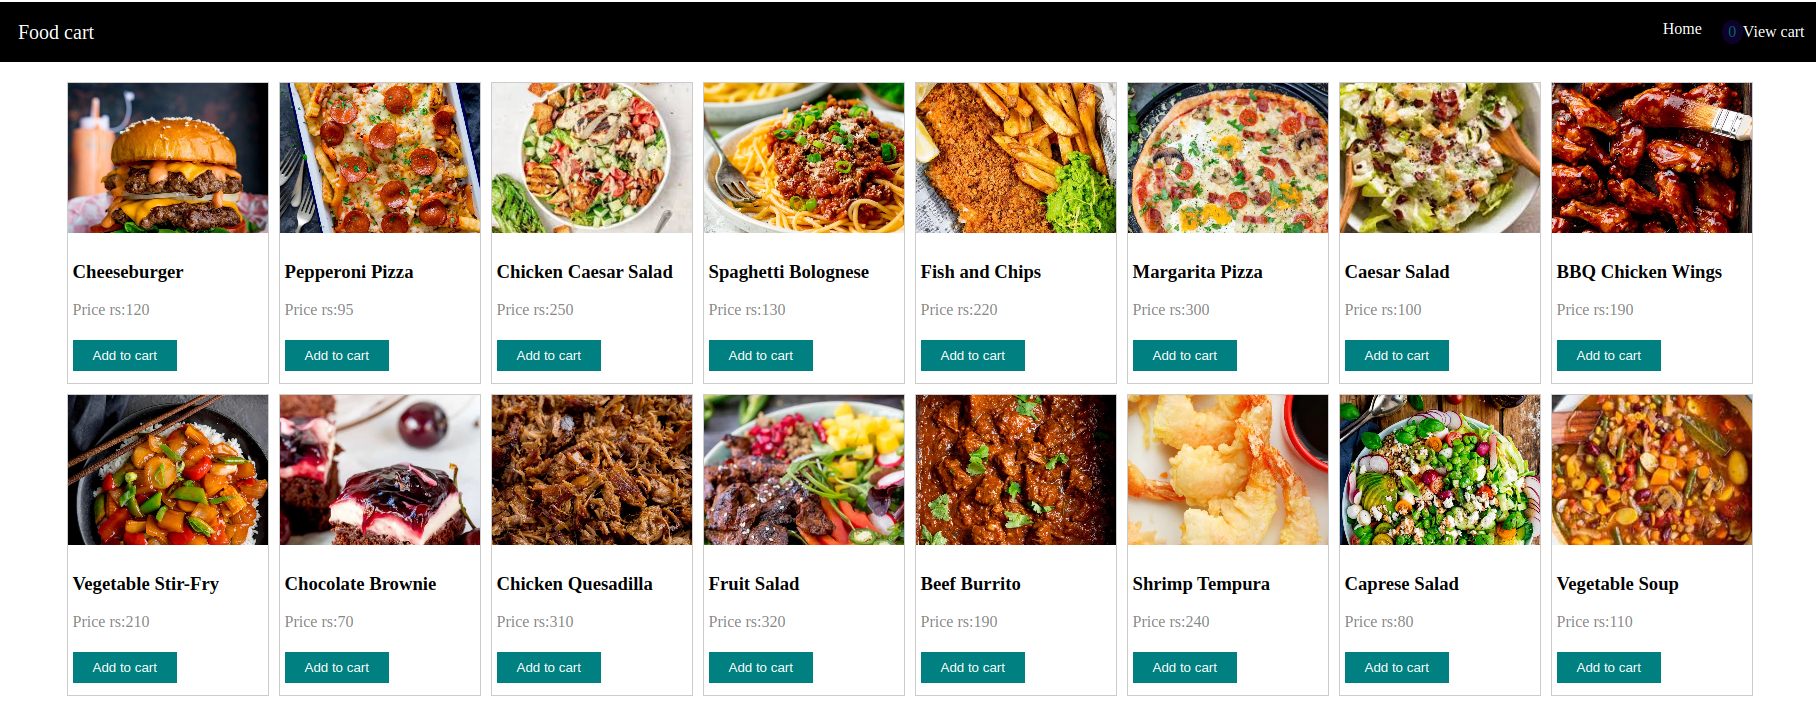 Food cart
Home
0 View cart
Cheeseburger
Price rs:120
Add to cart
Pepperoni Pizza
Price rs:95
Add to cart
Chicken Caesar Salad
Price rs:250
Add to cart
Spaghetti Bolognese
Price rs:130
Add to cart
Fish and Chips
Price rs:220
Add to cart
Margarita Pizza
Price rs:300
Add to cart
Caesar Salad
Price rs:100
Add to cart
BBQ Chicken Wings
Price rs:190
Add to cart
Vegetable Stir-Fry
Price rs:210
Add to cart
Chocolate Brownie
Price rs:70
Add to cart
Chicken Quesadilla
Price rs:310
Add to cart
Fruit Salad
Price rs:320
Add to cart
Beef Burrito
Price rs:190
Add to cart
Shrimp Tempura
Price rs:240
Add to cart
Caprese Salad
Price rs:80
Add to cart
Vegetable Soup
Price rs:110
Add to cart